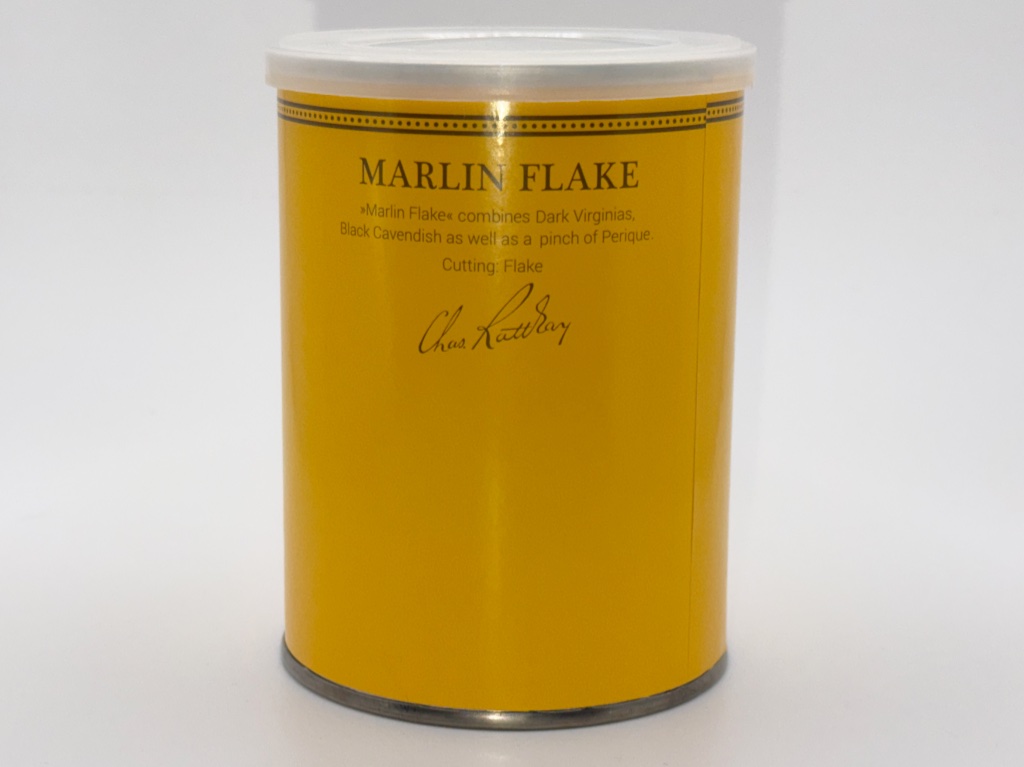 MARLIN FLAKE
»Marlin Flake« combines Dark Virginias,
Black Cavendish as well as a pinch of Perique.
Cutting: Flake
Chas Rattray